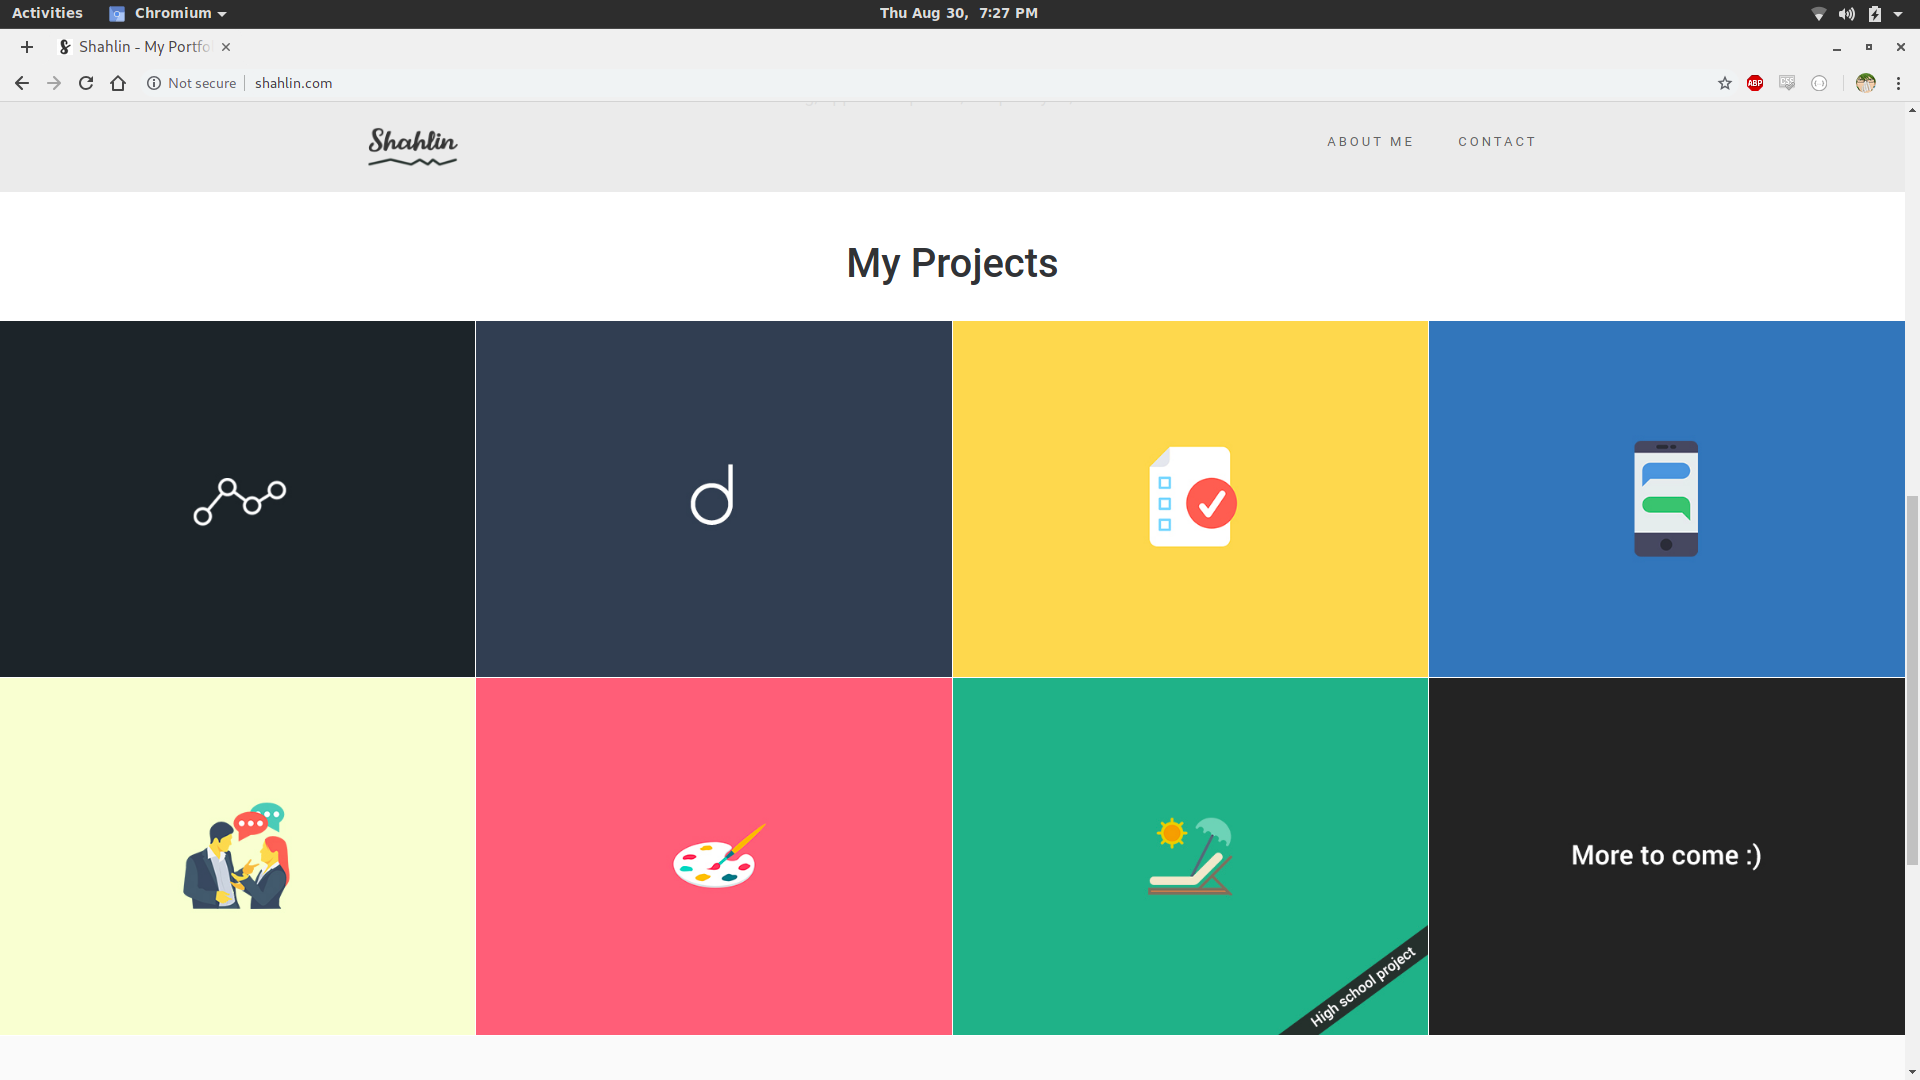 Activities Chromium Thu Aug 30, 7:27 PM
Shahlin - My Portfo
Not secure shahlin.com ABP CSS
Shahlin ABOUT ME CONTACT
My Projects
d
More to come :)
High school project